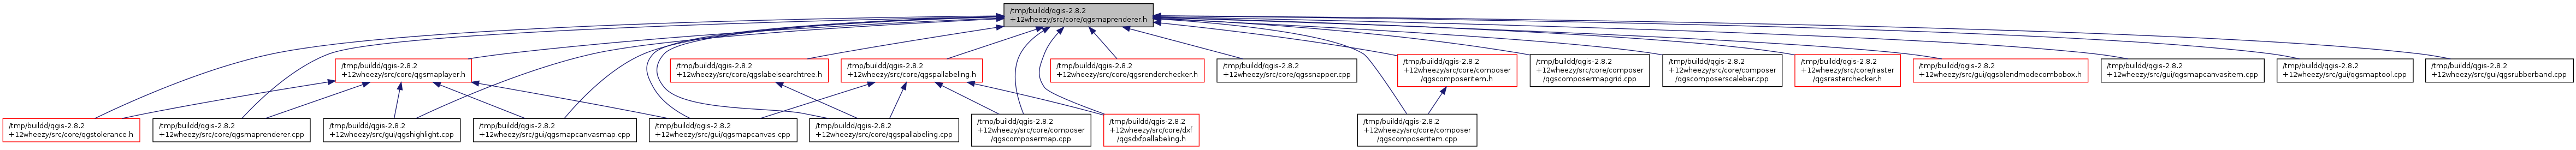 /tmp/buildd/qgis-2.8.2
+12wheezy/src/core/qgsmaprenderer.h
/tmp/buildd/qgis-2.8.2
+12wheezy/src/core/qgsmaplayer.h
/tmp/buildd/qgis-2.8.2
+12wheezy/src/core/qgslabelsearchtree.h
/tmp/buildd/qgis-2.8.2
+12wheezy/src/core/qgspallabeling.h
/tmp/buildd/qgis-2.8.2
+12wheezy/src/core/qgsrenderchecker.h
/tmp/buildd/qgis-2.8.2
+12wheezy/src/core/qgssnapper.cpp
/tmp/buildd/qgis-2.8.2
+12wheezy/src/core/composer
/qgscomposeritem.h
/tmp/buildd/qgis-2.8.2
+12wheezy/src/core/composer
/qgscomposermapgrid.cpp
/tmp/buildd/qgis-2.8.2
+12wheezy/src/core/composer
/qgscomposerscalebar.cpp
/tmp/buildd/qgis-2.8.2
+12wheezy/src/core/raster
/qgsrasterchecker.h
/tmp/buildd/qgis-2.8.2
+12wheezy/src/gui/qgsblendmodecombobox.h
/tmp/buildd/qgis-2.8.2
+12wheezy/src/gui/qgsmapcanvasitem.cpp
/tmp/buildd/qgis-2.8.2
+12wheezy/src/gui/qgsmaptool.cpp
/tmp/buildd/qgis-2.8.2
+12wheezy/src/gui/qgsrubberband.cpp
/tmp/buildd/qgis-2.8.2
+12wheezy/src/core/qgstolerance.h
/tmp/buildd/qgis-2.8.2
+12wheezy/src/core/qgsmaprenderer.cpp
/tmp/buildd/qgis-2.8.2
+12wheezy/src/gui/qgshighlight.cpp
/tmp/buildd/qgis-2.8.2
+12wheezy/src/gui/qgsmapcanvasmap.cpp
/tmp/buildd/qgis-2.8.2
+12wheezy/src/gui/qgsmapcanvas.cpp
/tmp/buildd/qgis-2.8.2
+12wheezy/src/core/qgspallabeling.cpp
/tmp/buildd/qgis-2.8.2
+12wheezy/src/core/composer
/qgscomposermap.cpp
/tmp/buildd/qgis-2.8.2
+12wheezy/src/core/dxf
/qgsdxfpallabeling.h
/tmp/buildd/qgis-2.8.2
+12wheezy/src/core/composer
/qgscomposeritem.cpp